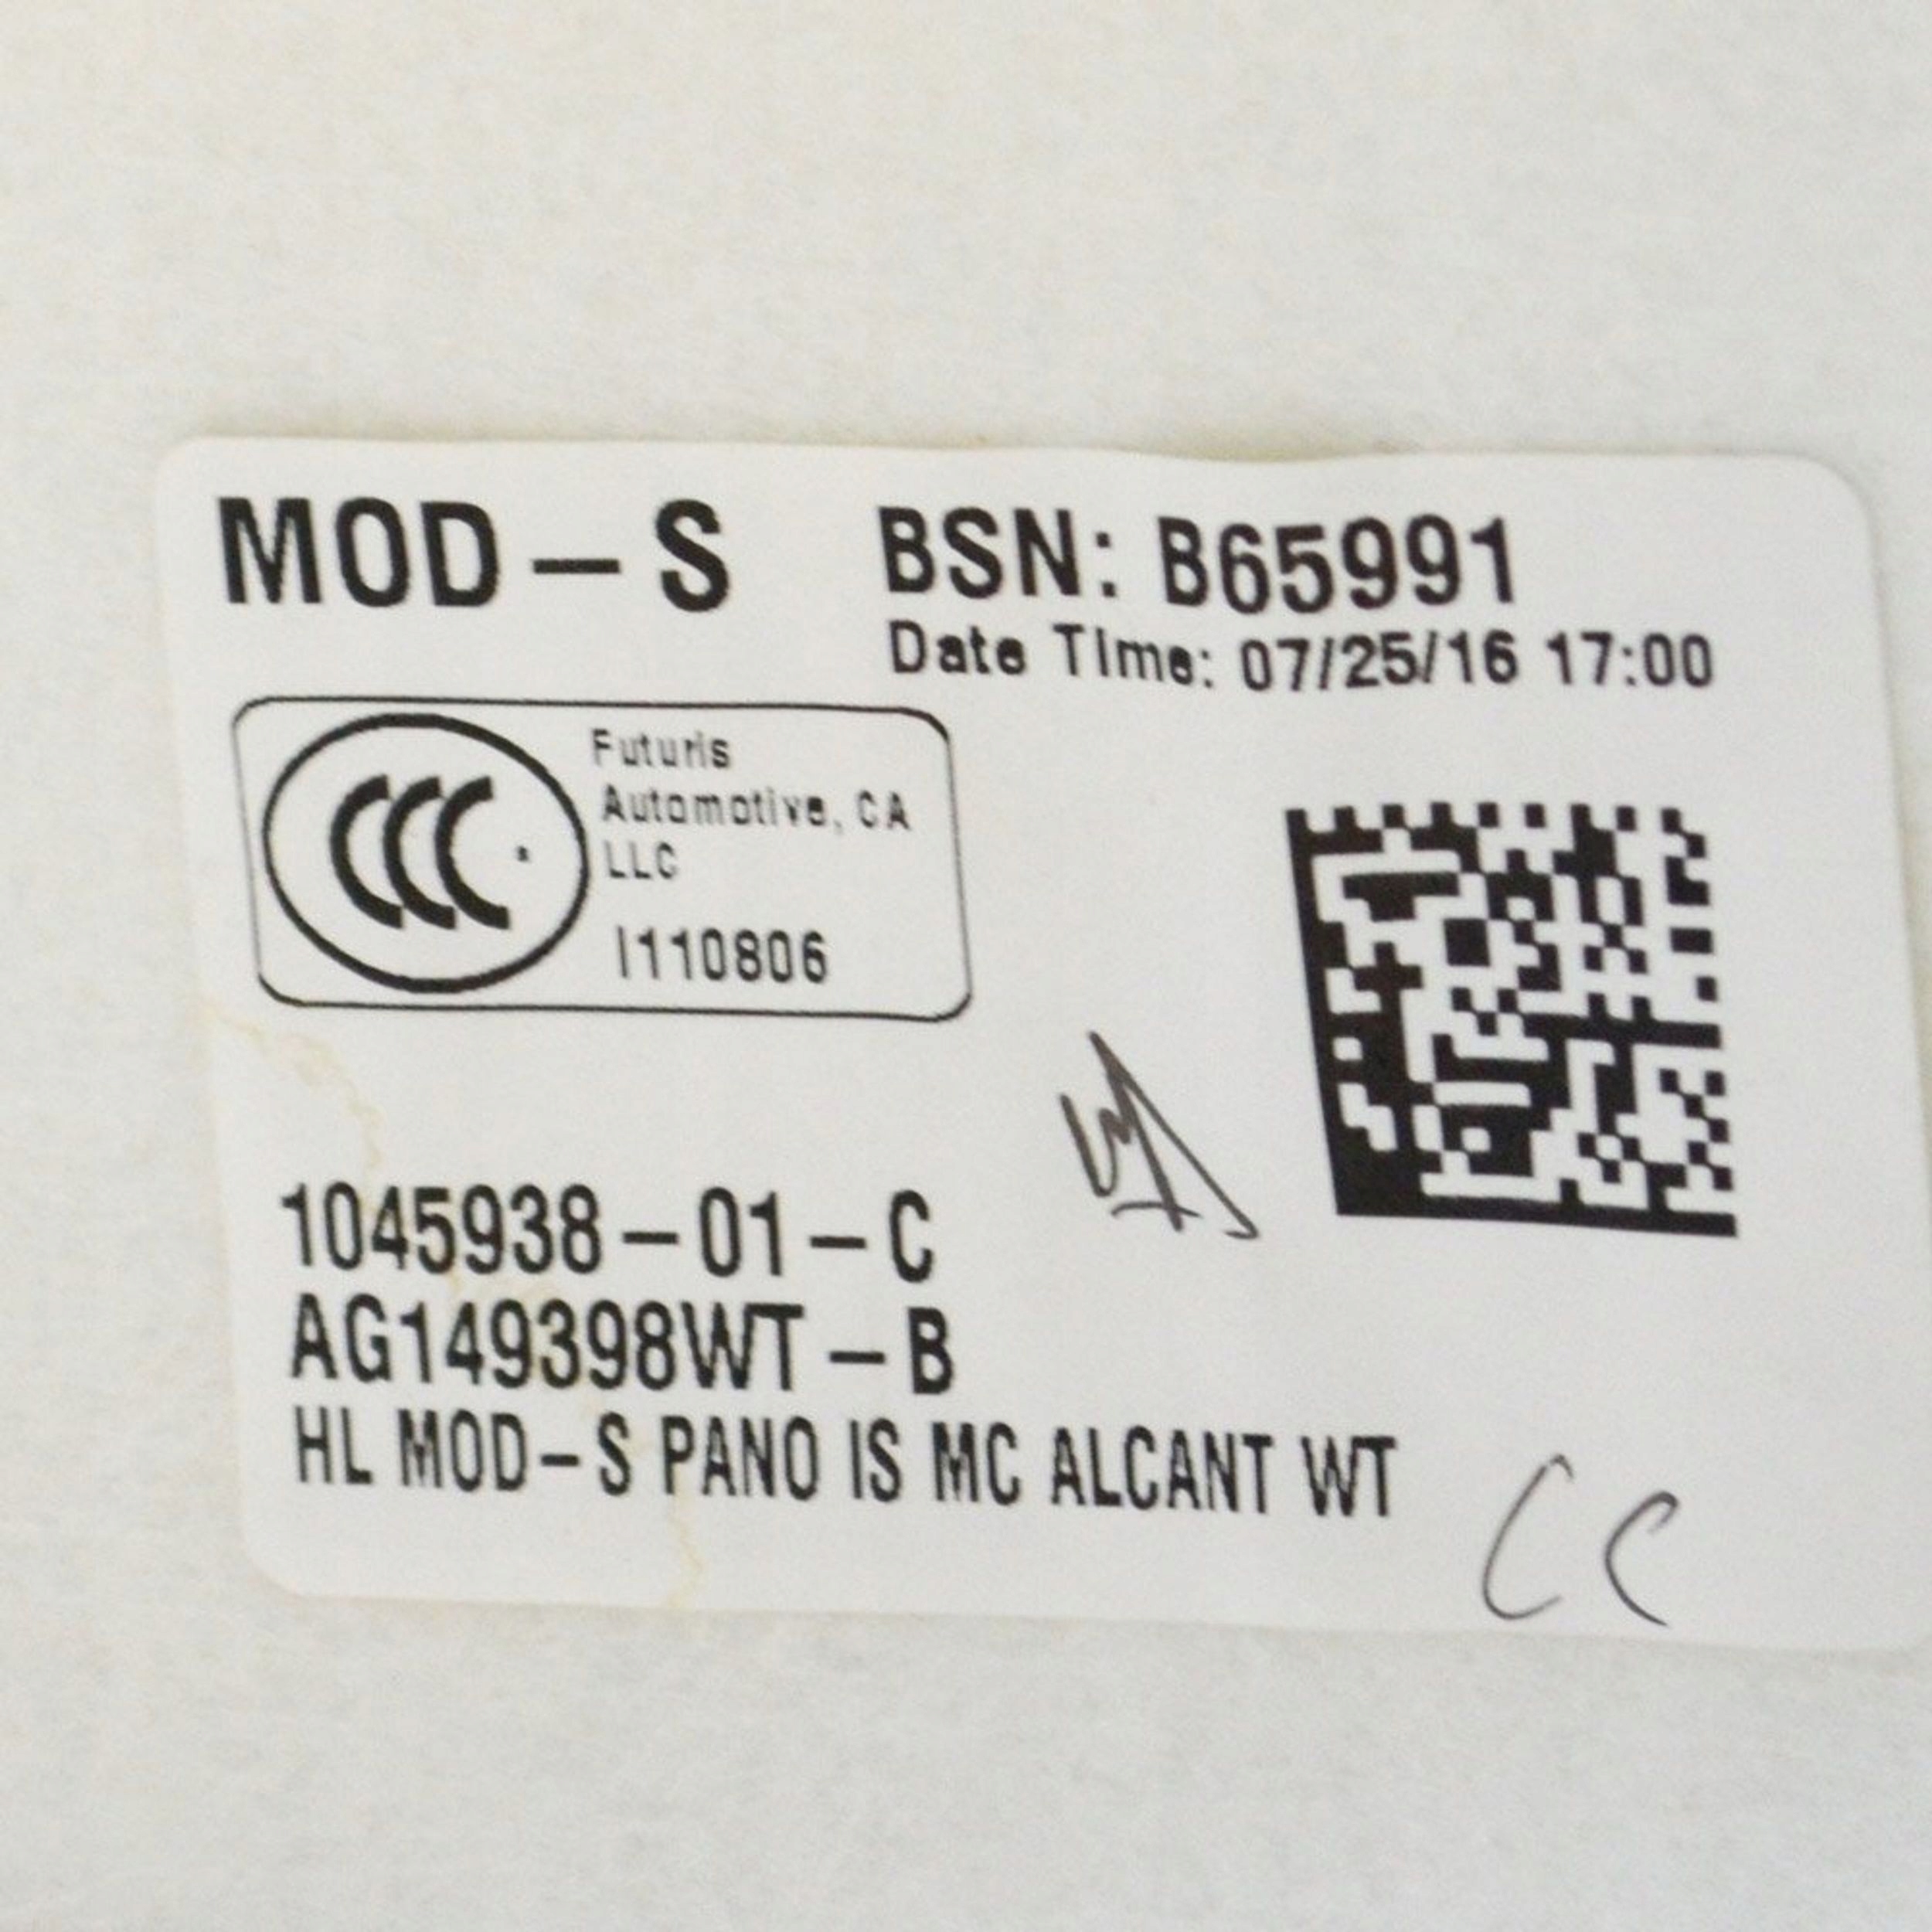 MOD-S
BSN: B65991
Date Time: 07/25/16 17:00
CCC
Futuris
Automotive, CA
LLC
I110806
1045938-01-C
AG149398WT-B
HL MOD-S PANO IS MC ALCANT WT
CC